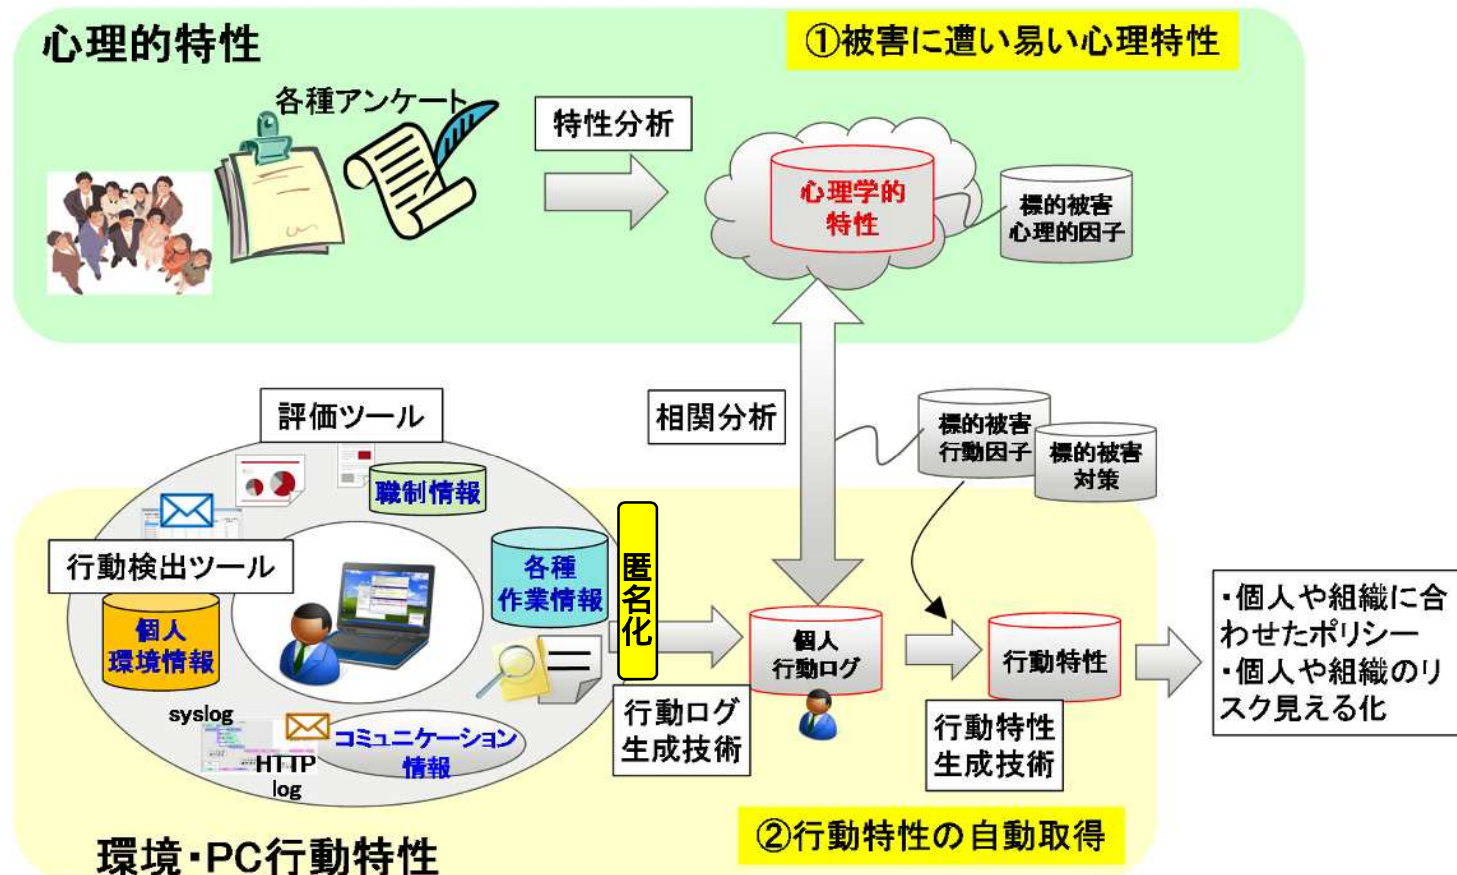 心理的特性
①被害に遭い易い心理特性
各種アンケート
特性分析
心理学的
特性
標的被害
心理的因子
評価ツール
相関分析
標的被害
行動因子
標的被害
対策
職制情報
行動検出ツール
各種
作業情報
匿名化
個人
環境情報
個人
行動ログ
行動特性
・個人や組織に合
わせたポリシー
・個人や組織のリ
スク見える化
syslog
HTTP
log
コミュニケーション
情報
行動ログ
生成技術
行動特性
生成技術
②行動特性の自動取得
環境・PC行動特性